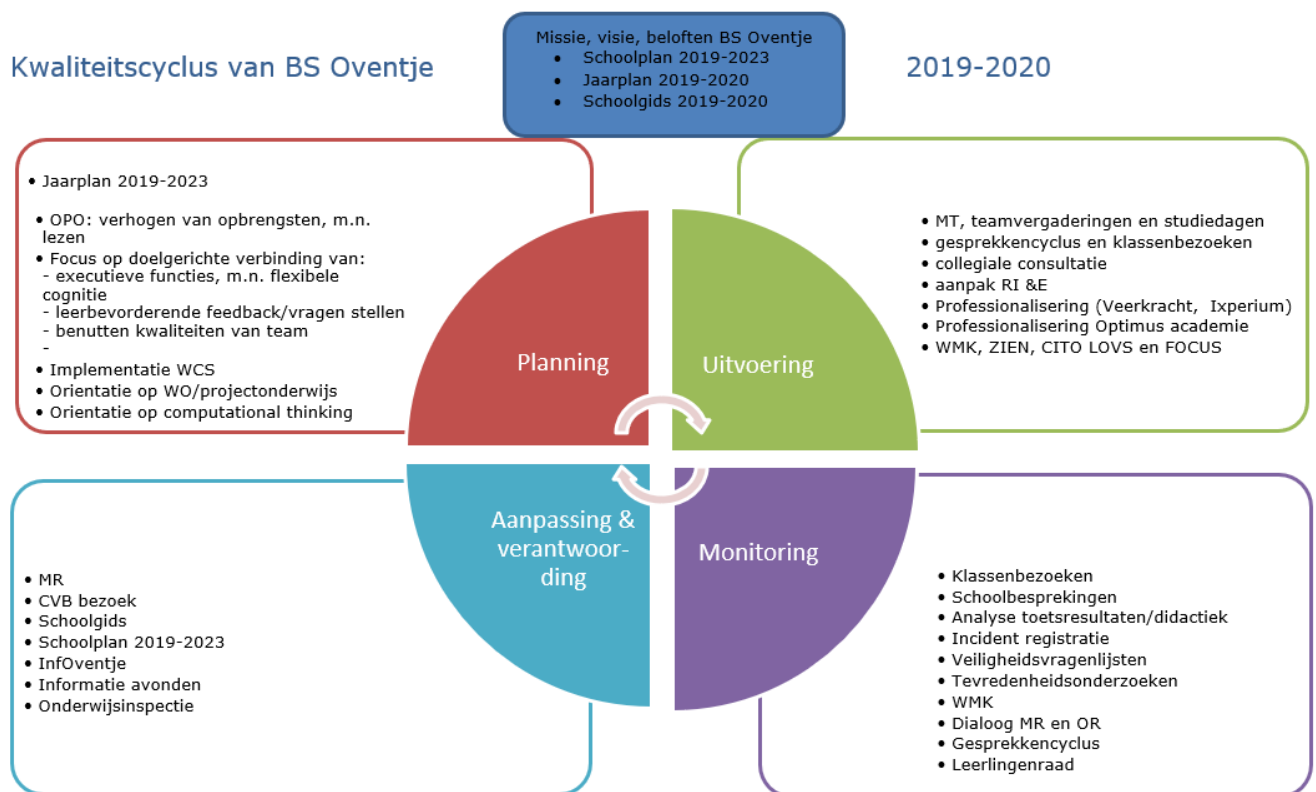 Kwaliteitscyclus van BS Oventje
Missie, visie, beloften BS Oventje
• Schoolplan 2019-2023
• Jaarplan 2019-2020
• Schoolgids 2019-2020
2019-2020
• Jaarplan 2019-2023
• OPO: verhogen van opbrengsten, m.n.
lezen
• Focus op doelgerichte verbinding van:
- executieve functies, m.n. flexibele
cognitie
- leerbevorderende feedback/vragen stellen
- benutten kwaliteiten van team
-
• Implementatie WCS
• Orientatie op WO/projectonderwijs
• Orientatie op computational thinking
Planning
Uitvoering
• MT, teamvergaderingen en studiedagen
• gesprekkencyclus en klassenbezoeken
• collegiale consultatie
• aanpak RI &E
• Professionalisering (Veerkracht, Ixperium)
• Professionalisering Optimus academie
• WMK, ZIEN, CITO LOVS en FOCUS
• MR
• CVB bezoek
• Schoolgids
• Schoolplan 2019-2023
• InfOventje
• Informatie avonden
• Onderwijsinspectie
Aanpassing &
verantwoor-
ding
Monitoring
• Klassenbezoeken
• Schoolbesprekingen
• Analyse toetsresultaten/didactiek
• Incident registratie
• Veiligheidsvragenlijsten
• Tevredenheidsonderzoeken
• WMK
• Dialoog MR en OR
• Gesprekkencyclus
• Leerlingenraad